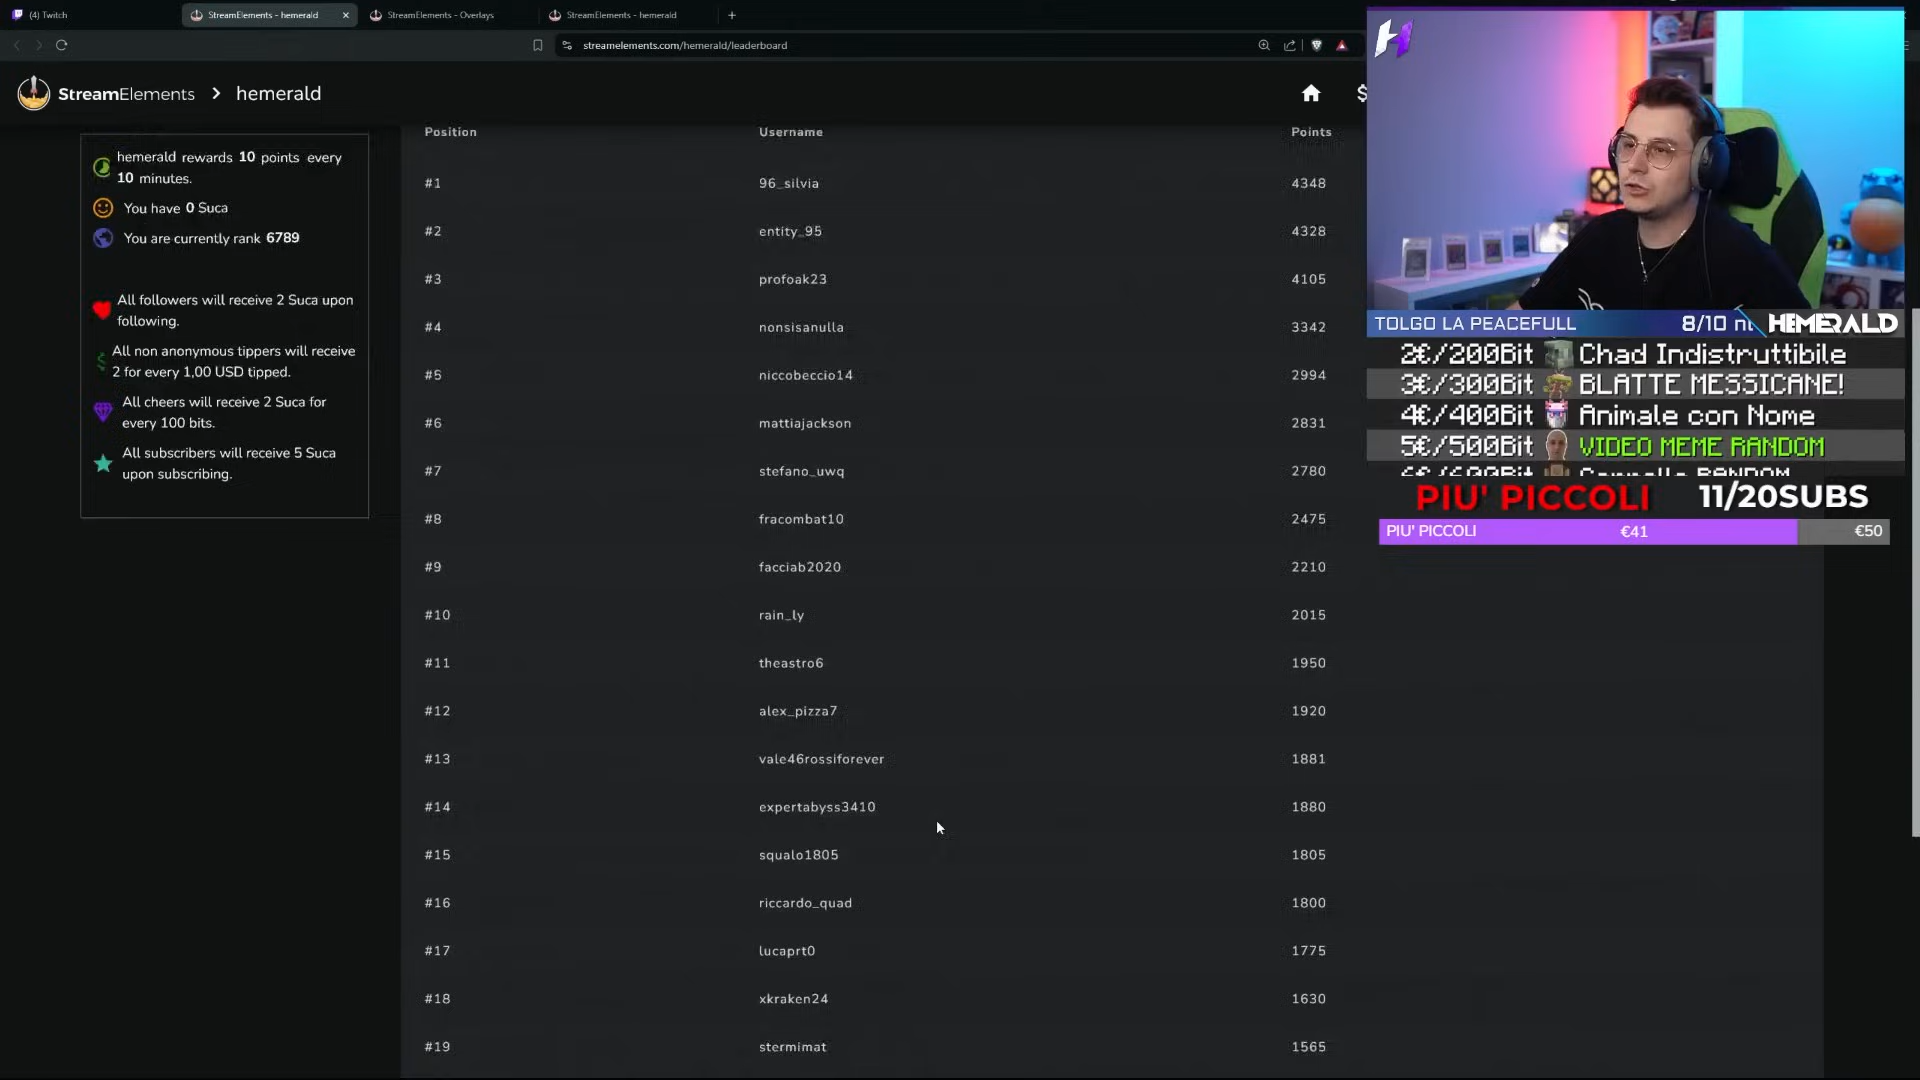 (4) Twitch
StreamElements - hemerald
StreamElements - Overlays
StreamElements - hemerald
streamelements.com/hemerald/leaderboard
StreamElements > hemerald
hemerald rewards 10 points every
10 minutes.
You have 0 Suca
You are currently rank 6789
All followers will receive 2 Suca upon
following.
All non anonymous tippers will receive
2 for every 1,00 USD tipped.
All cheers will receive 2 Suca for
every 100 bits.
All subscribers will receive 5 Suca
upon subscribing.
Position Username Points
#1 96_silvia 4348
#2 entity_95 4328
#3 profoak23 4105
#4 nonsisanulla 3342
#5 niccobeccio14 2994
#6 mattiajackson 2831
#7 stefano_uwq 2780
#8 fracombat10 2475
#9 facciab2020 2210
#10 rain_ly 2015
#11 theastro6 1950
#12 alex_pizza7 1920
#13 vale46rossiforever 1881
#14 expertabyss3410 1880
#15 squalo1805 1805
#16 riccardo_quad 1800
#17 lucaprt0 1775
#18 xkraken24 1630
#19 stermimat 1565
TOLGO LA PEACEFULL 8/10
HEMERALD
2€/200Bit Chad Indistruttibile
3€/300Bit BLATTE MESSICANE!
4€/400Bit Animale con Nome
5€/500Bit VIDEO MEME RANDOM
PIU' PICCOLI 11/20SUBS
PIU' PICCOLI €41 €50